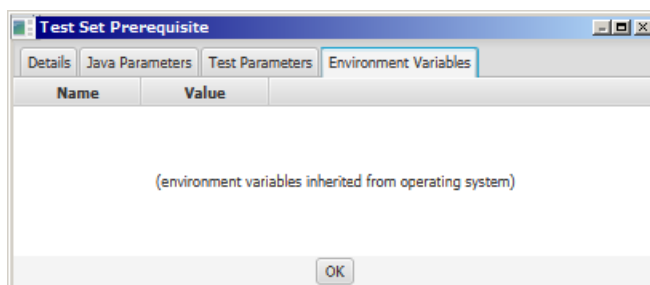 Test Set Prerequisite
Details Java Parameters Test Parameters Environment Variables
Name Value
(environment variables inherited from operating system)
OK